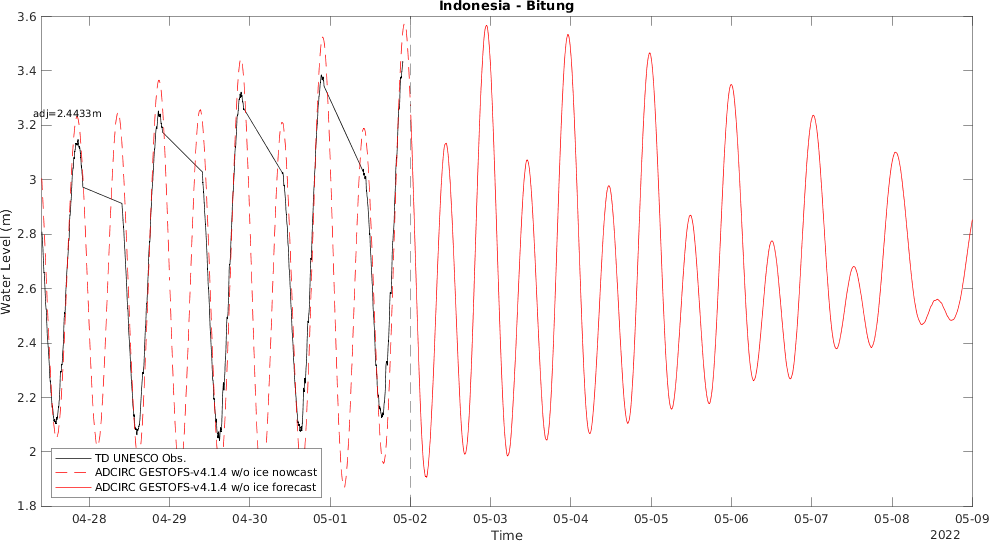 Indonesia - Bitung
3.6
3.4
adj=2.4433m
3.2
3
2.8
Water Level (m)
2.6
2.4
2.2
2
1.8
TD UNESCO Obs.
ADCIRC GESTOFS-v4.1.4 w/o ice nowcast
ADCIRC GESTOFS-v4.1.4 w/o ice forecast
04-28 04-29 04-30 05-01 05-02 05-03 05-04 05-05 05-06 05-07 05-08 05-09
Time
2022